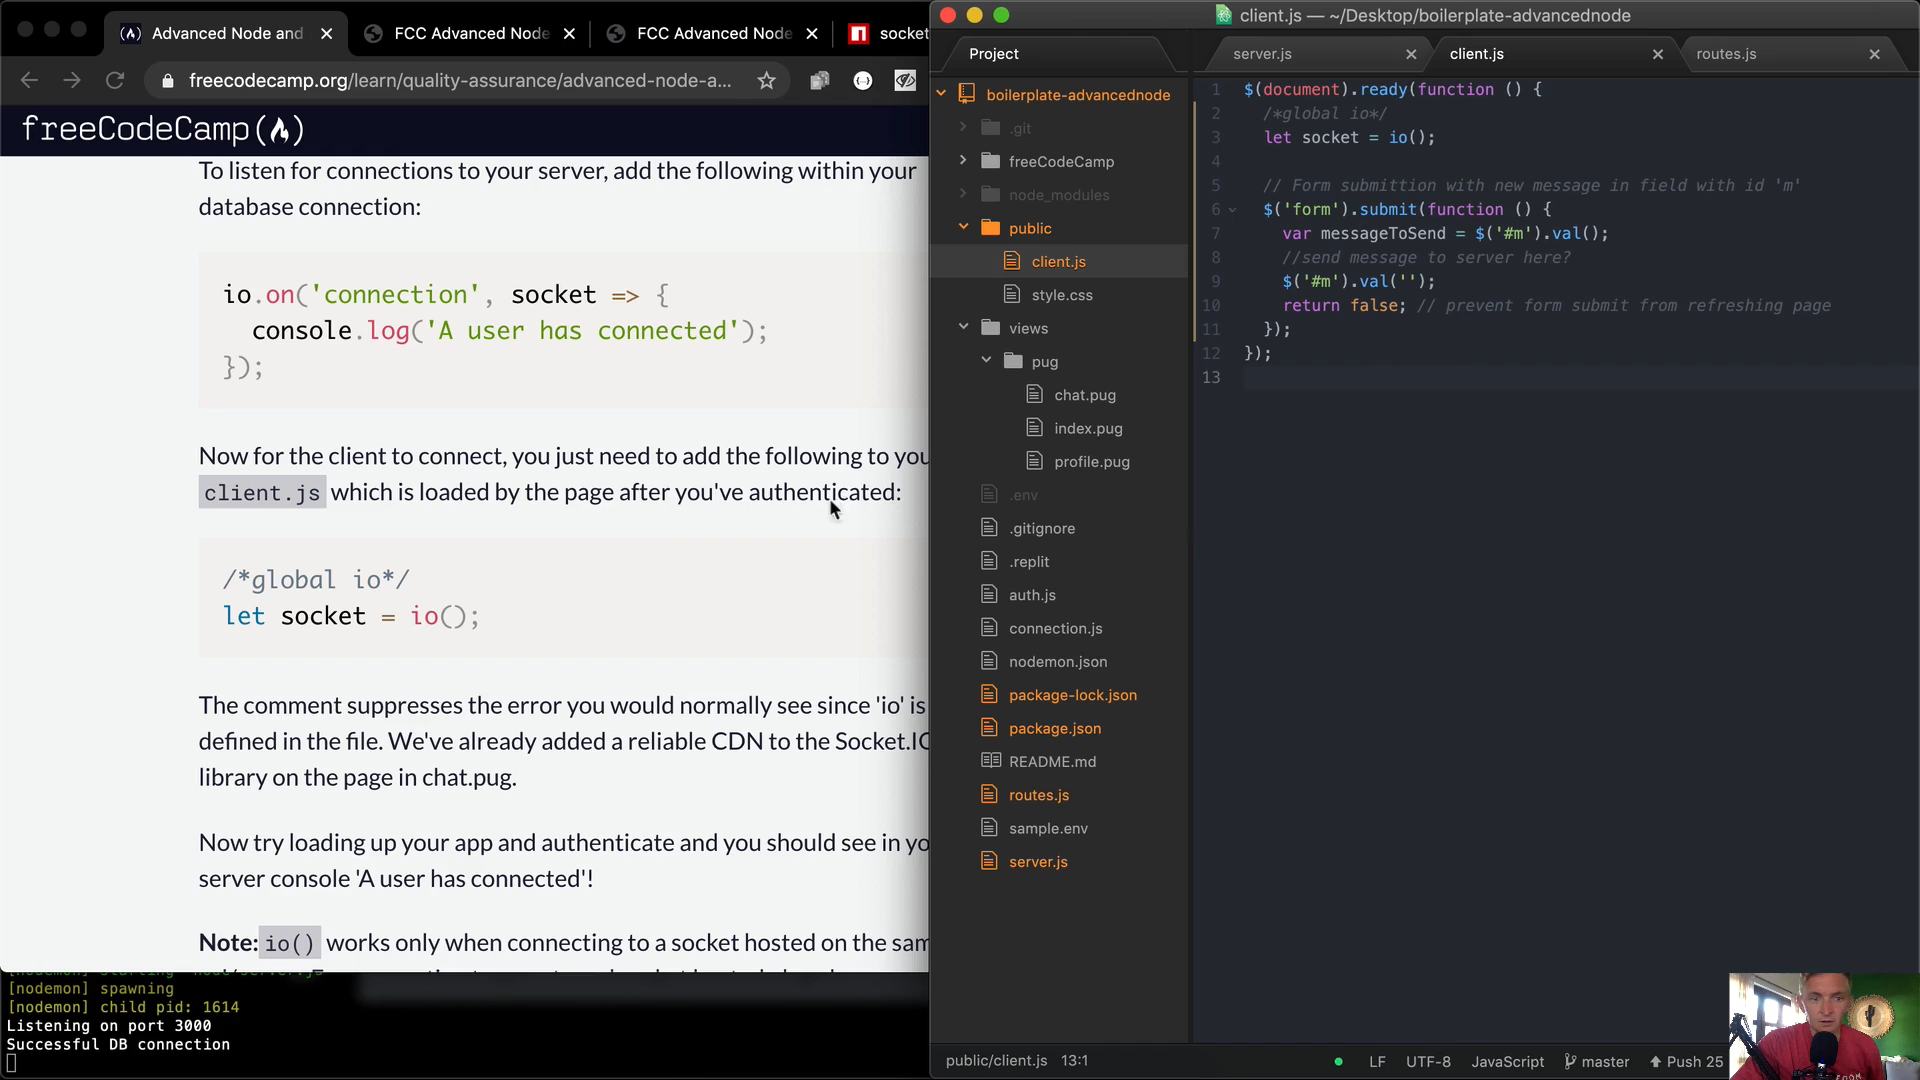 Advanced Node and
FCC Advanced Node
FCC Advanced Node
socket
freecodecamp.org/learn/quality-assurance/advanced-node-a...
freeCodeCamp
To listen for connections to your server, add the following within your
database connection:
io.on('connection', socket => {
console.log('A user has connected');
});
Now for the client to connect, you just need to add the following to you
client.js which is loaded by the page after you've authenticated:
/*global io*/
let socket = io();
The comment suppresses the error you would normally see since 'io' is
defined in the file. We've already added a reliable CDN to the Socket.IO
library on the page in chat.pug.
Now try loading up your app and authenticate and you should see in yo
server console 'A user has connected'!
Note: io() works only when connecting to a socket hosted on the sam
[nodemon] spawning
[nodemon] child pid: 1614
Listening on port 3000
Successful DB connection
client.js — ~/Desktop/boilerplate-advancednode
Project
boilerplate-advancednode
.git
freeCodeCamp
node_modules
public
client.js
style.css
views
pug
chat.pug
index.pug
profile.pug
.env
.gitignore
.replit
auth.js
connection.js
nodemon.json
package-lock.json
package.json
README.md
routes.js
sample.env
server.js
server.js
client.js
routes.js
1 $(document).ready(function () {
2 /*global io*/
3 let socket = io();
4
5 // Form submittion with new message in field with id 'm'
6 $('form').submit(function () {
7 var messageToSend = $('#m').val();
8 //send message to server here?
9 $('#m').val('');
10 return false; // prevent form submit from refreshing page
11 });
12 });
13
public/client.js 13:1
LF UTF-8 JavaScript master Push 25